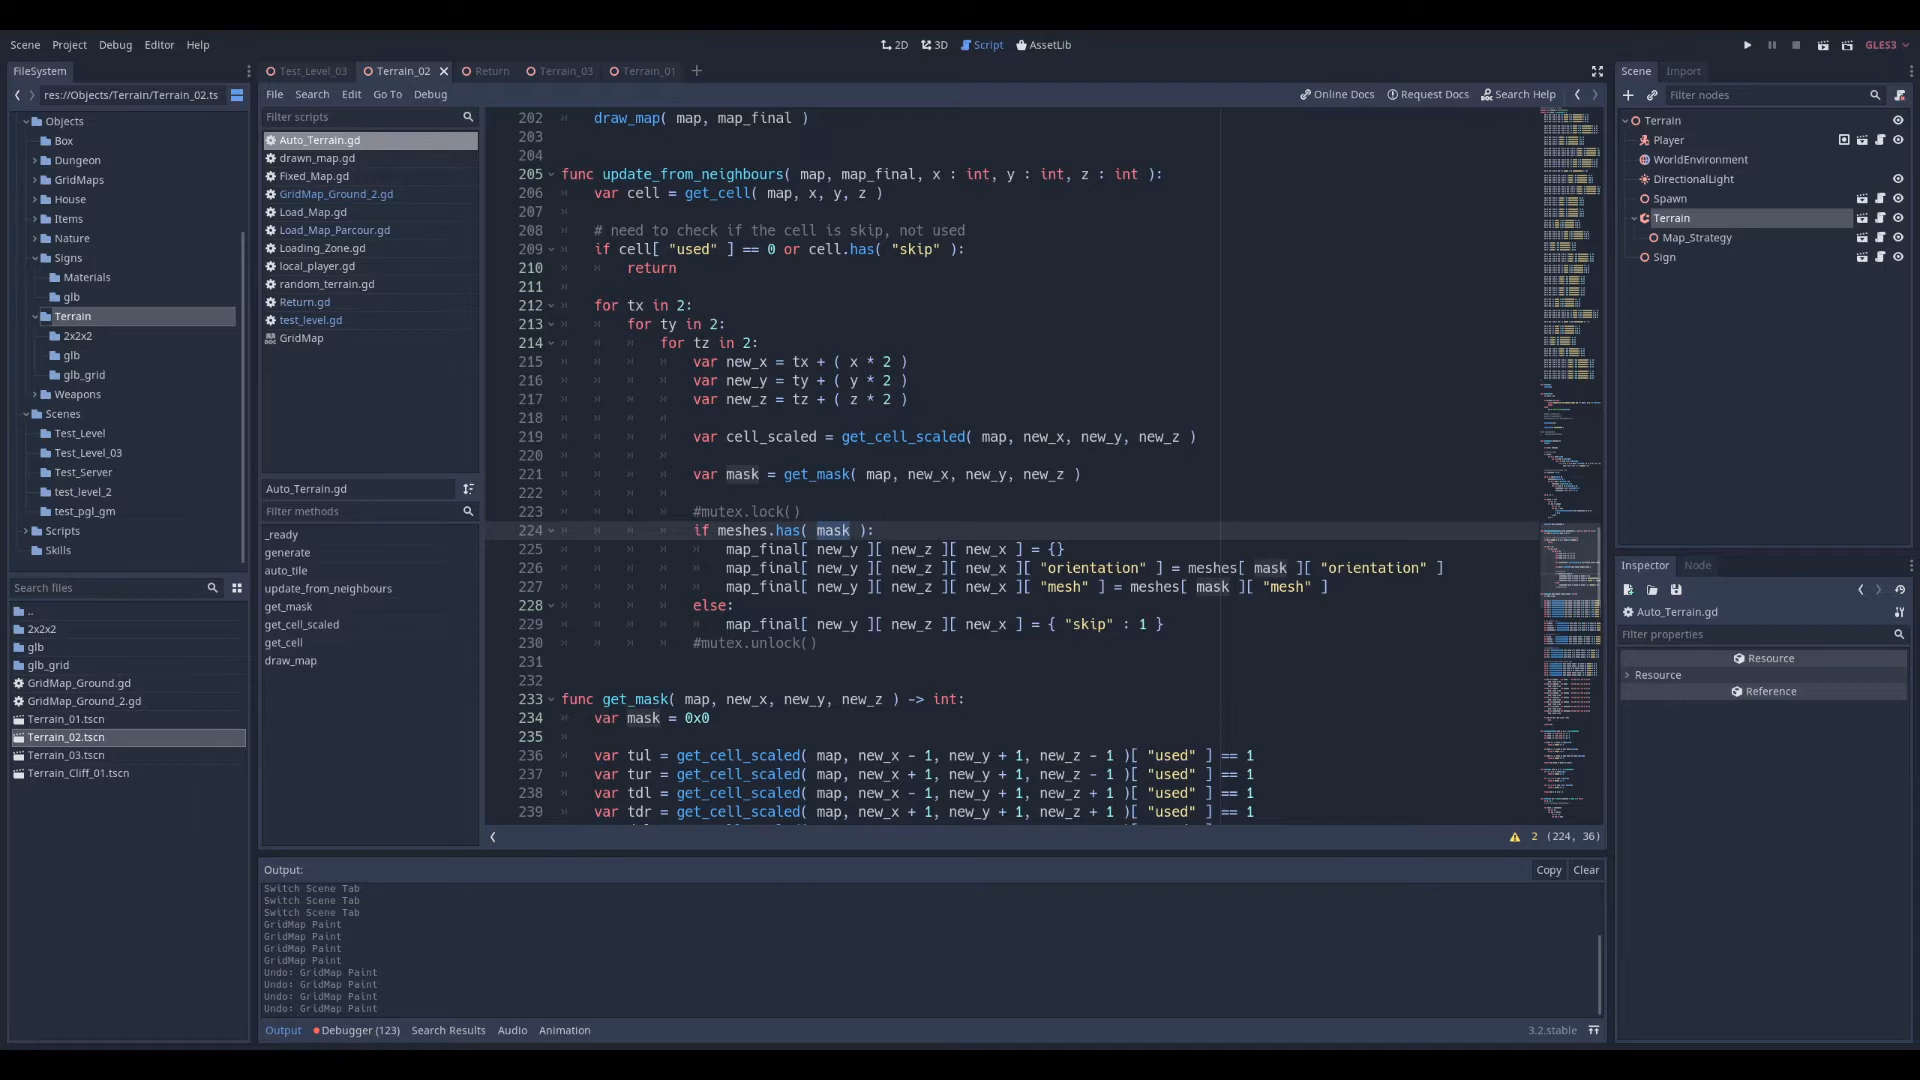 Scene Project Debug Editor Help
2D 3D Script AssetLib
GLES3
FileSystem
res://Objects/Terrain/Terrain_02.ts
Objects
Box
Dungeon
GridMaps
House
Items
Nature
Signs
Materials
glb
Terrain
2x2x2
glb
glb_grid
Weapons
Scenes
Test_Level
Test_Level_03
Test_Server
test_level_2
test_pgl_gm
Scripts
Skills
Search files
..
2x2x2
glb
glb_grid
GridMap_Ground.gd
GridMap_Ground_2.gd
Terrain_01.tscn
Terrain_02.tscn
Terrain_03.tscn
Terrain_Cliff_01.tscn
Test_Level_03 Terrain_02 Return Terrain_03 Terrain_01
File Search Edit Go To Debug
Online Docs Request Docs Search Help
Filter scripts
Auto_Terrain.gd
drawn_map.gd
Fixed_Map.gd
GridMap_Ground_2.gd
Load_Map.gd
Load_Map_Parcour.gd
Loading_Zone.gd
local_player.gd
random_terrain.gd
Return.gd
test_level.gd
GridMap
Auto_Terrain.gd
Filter methods
_ready
generate
auto_tile
update_from_neighbours
get_mask
get_cell_scaled
get_cell
draw_map
202 draw_map( map, map_final )
203
204
205 func update_from_neighbours( map, map_final, x : int, y : int, z : int ):
206 var cell = get_cell( map, x, y, z )
207
208 # need to check if the cell is skip, not used
209 if cell[ "used" ] == 0 or cell.has( "skip" ):
210 return
211
212 for tx in 2:
213 for ty in 2:
214 for tz in 2:
215 var new_x = tx + ( x * 2 )
216 var new_y = ty + ( y * 2 )
217 var new_z = tz + ( z * 2 )
218
219 var cell_scaled = get_cell_scaled( map, new_x, new_y, new_z )
220
221 var mask = get_mask( map, new_x, new_y, new_z )
222
223 #mutex.lock()
224 if meshes.has( mask ):
225 map_final[ new_y ][ new_z ][ new_x ] = {}
226 map_final[ new_y ][ new_z ][ new_x ][ "orientation" ] = meshes[ mask ][ "orientation" ]
227 map_final[ new_y ][ new_z ][ new_x ][ "mesh" ] = meshes[ mask ][ "mesh" ]
228 else:
229 map_final[ new_y ][ new_z ][ new_x ] = { "skip" : 1 }
230 #mutex.unlock()
231
232
233 func get_mask( map, new_x, new_y, new_z ) -> int:
234 var mask = 0x0
235
236 var tul = get_cell_scaled( map, new_x - 1, new_y + 1, new_z - 1 )[ "used" ] == 1
237 var tur = get_cell_scaled( map, new_x + 1, new_y + 1, new_z - 1 )[ "used" ] == 1
238 var tdl = get_cell_scaled( map, new_x - 1, new_y + 1, new_z + 1 )[ "used" ] == 1
239 var tdr = get_cell_scaled( map, new_x + 1, new_y + 1, new_z + 1 )[ "used" ] == 1
2 (224, 36)
Output:
Copy Clear
Switch Scene Tab
Switch Scene Tab
Switch Scene Tab
GridMap Paint
GridMap Paint
GridMap Paint
GridMap Paint
Undo: GridMap Paint
Undo: GridMap Paint
Undo: GridMap Paint
Undo: GridMap Paint
Output Debugger (123) Search Results Audio Animation
3.2.stable
Scene Import
Filter nodes
Terrain
Player
WorldEnvironment
DirectionalLight
Spawn
Terrain
Map_Strategy
Sign
Inspector Node
Auto_Terrain.gd
Filter properties
Resource
Resource
Reference